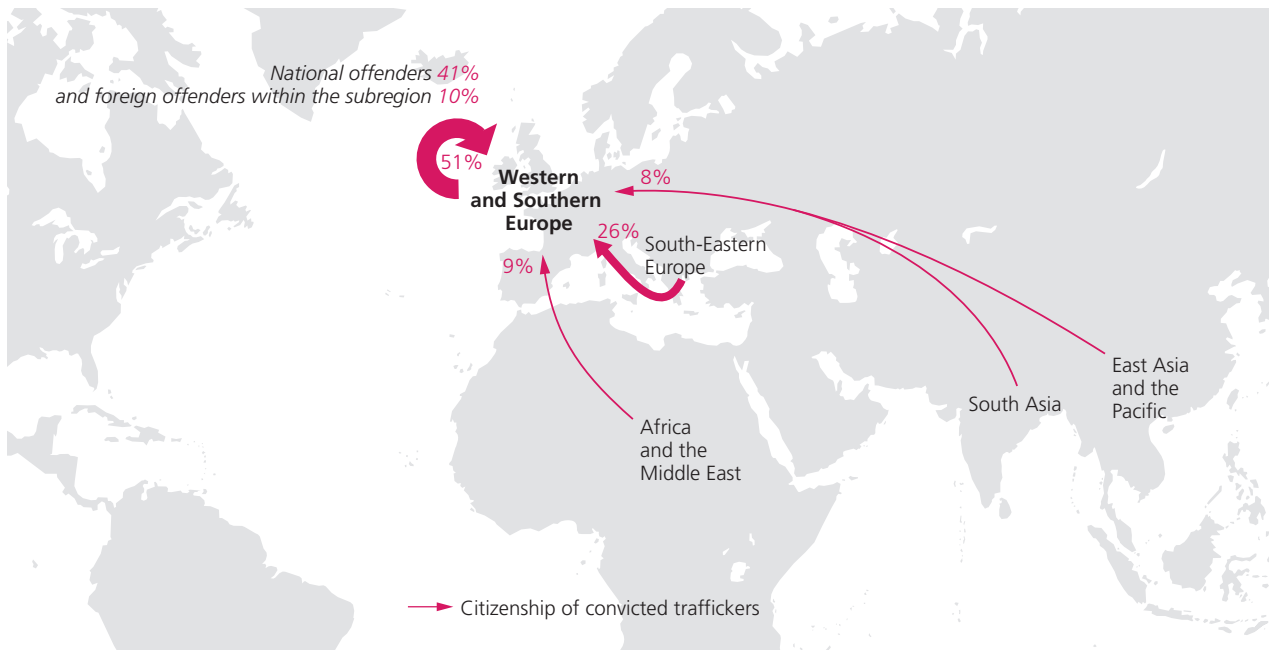 National offenders 41%
and foreign offenders within the subregion 10%
51%
Western
and Southern
Europe
8%
26%
South-Eastern
Europe
9%
East Asia
and the
Pacific
South Asia
Africa
and the
Middle East
Citizenship of convicted traffickers